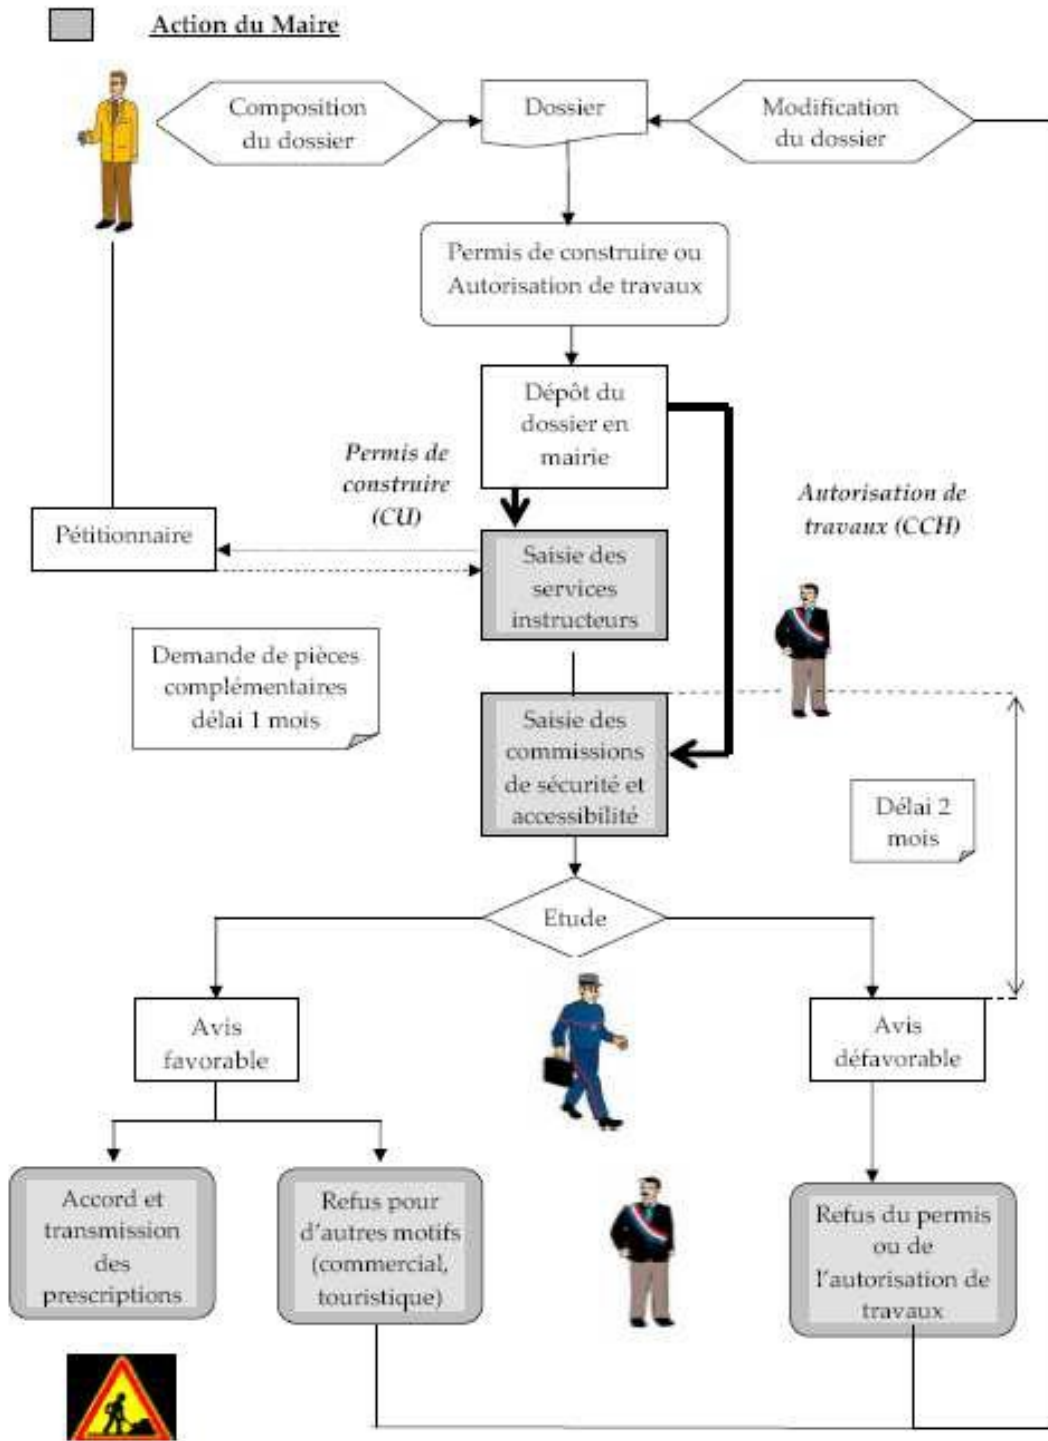 Action du Maire
Composition
du dossier
Dossier
Modification
du dossier
Permis de construire ou
Autorisation de travaux
Dépôt du
dossier en
mairie
Permis de
construire
(CU)
Autorisation de
travaux (CCH)
Pétitionnaire
Saisie des
services
instructeurs
Demande de pièces
complémentaires
délai 1 mois
Saisie des
commissions
de sécurité et
accessibilité
Délai 2
mois
Etude
Avis
favorable
Avis
défavorable
Accord et
transmission
des
prescriptions
Refus pour
d'autres motifs
(commercial,
touristique)
Refus du permis
ou de
l'autorisation de
travaux